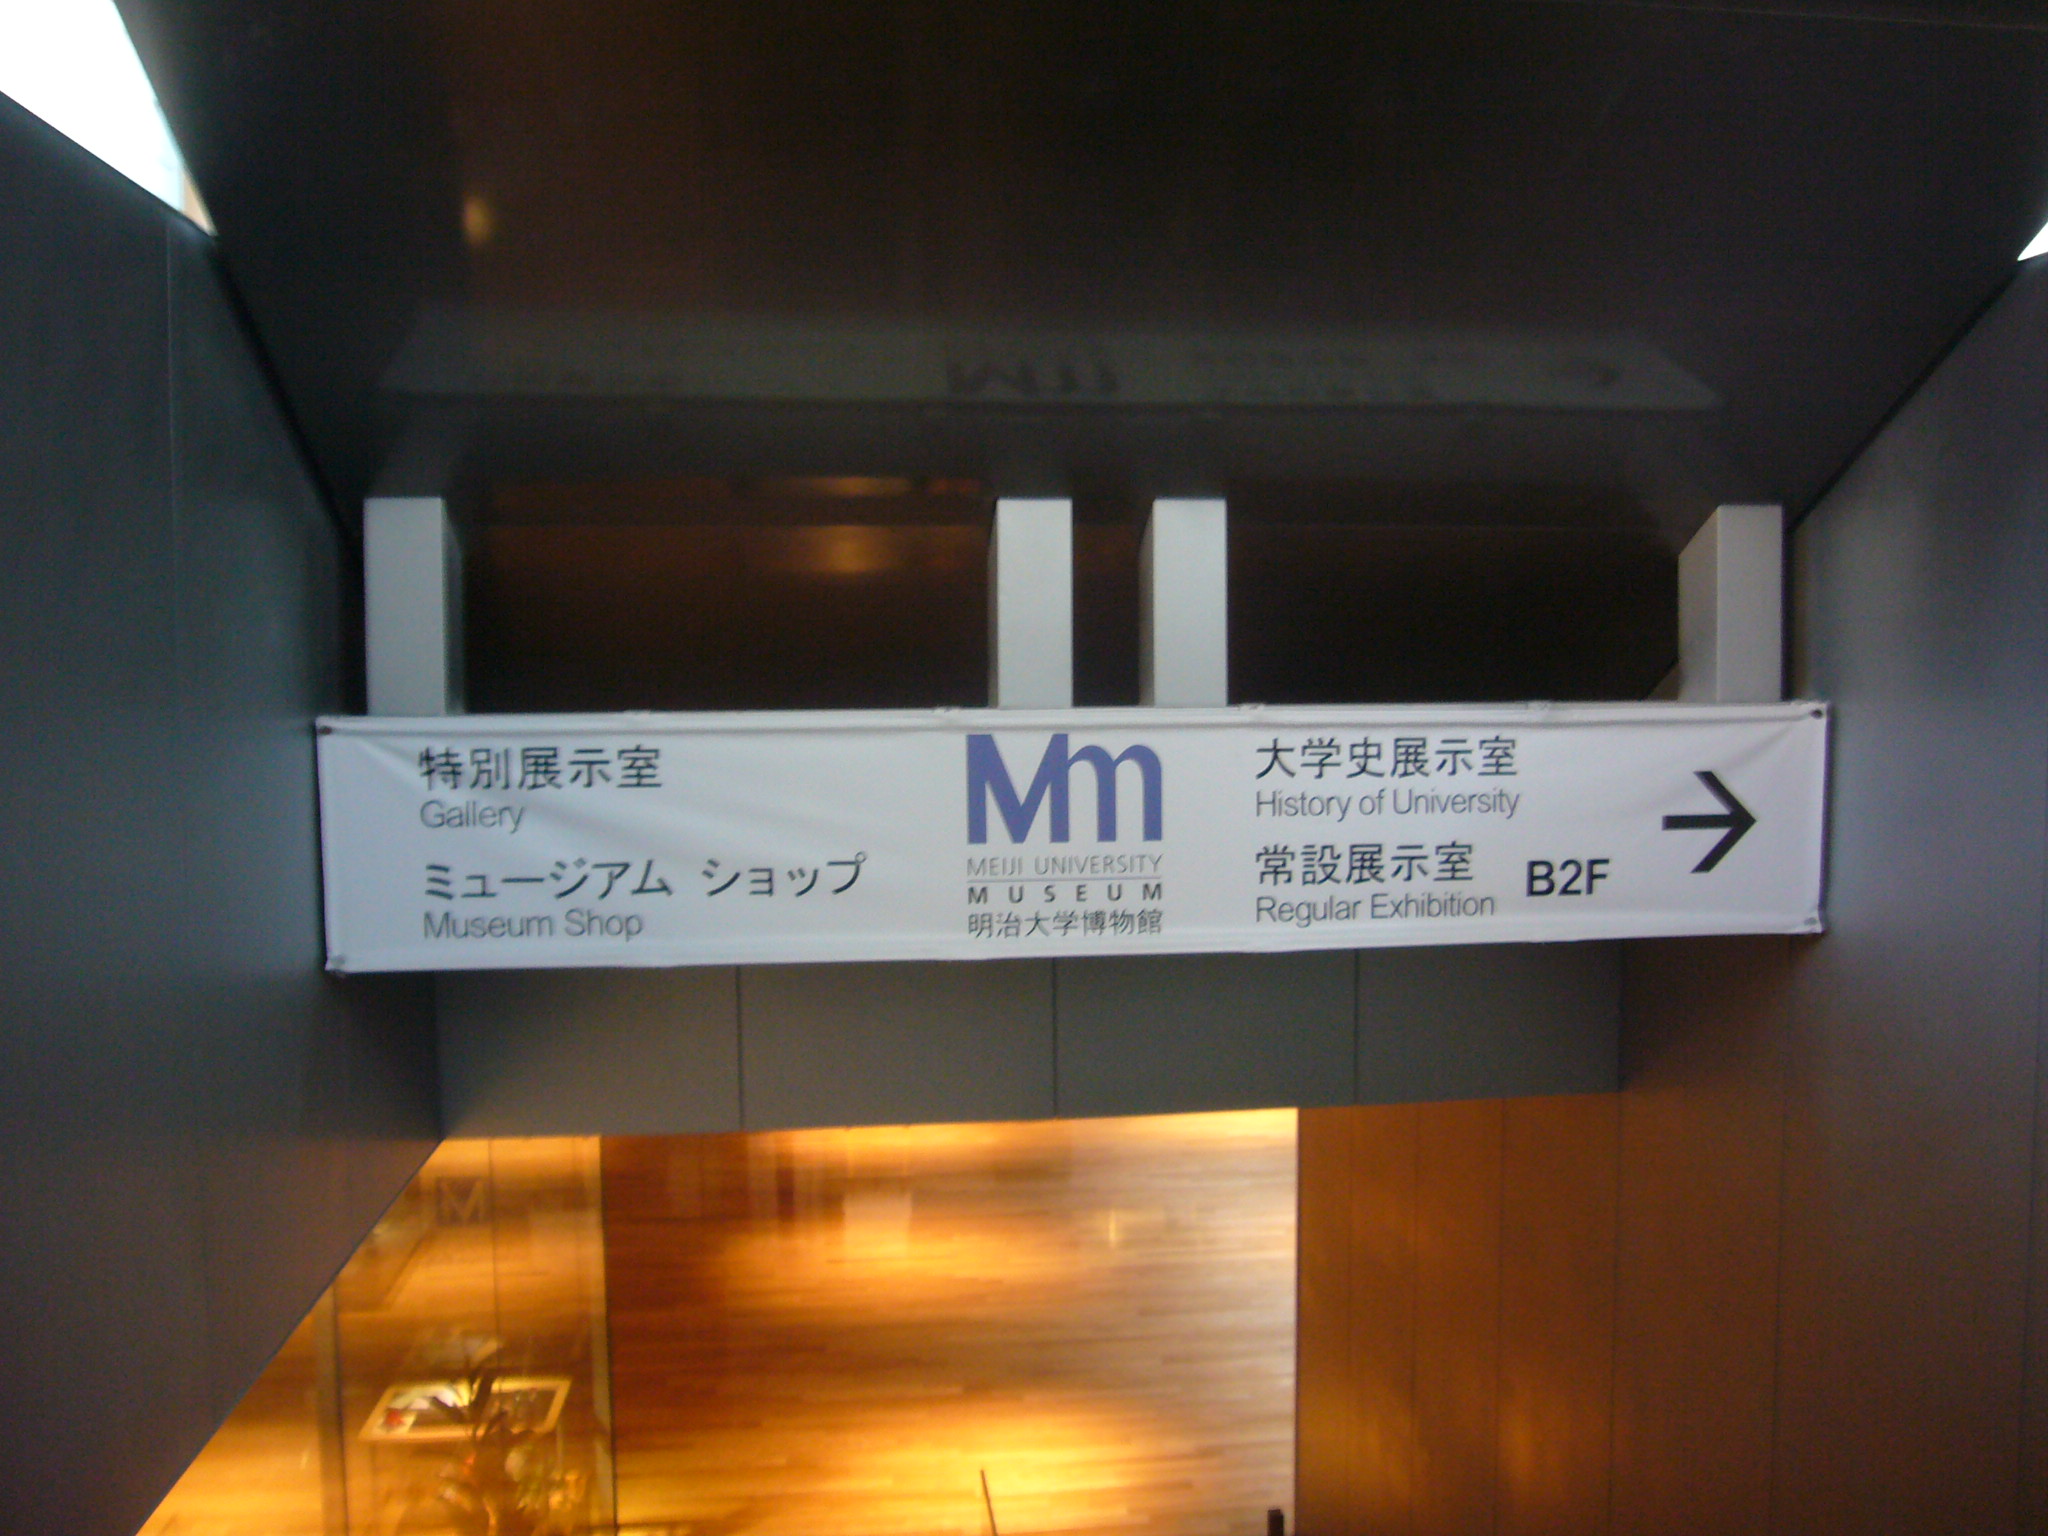 特別展示室
Gallery
ミュージアム ショップ
Museum Shop
Mm
MEIJI UNIVERSITY
MUSEUM
明治大学博物館
大学史展示室
History of University
常設展示室 B2F
Regular Exhibition